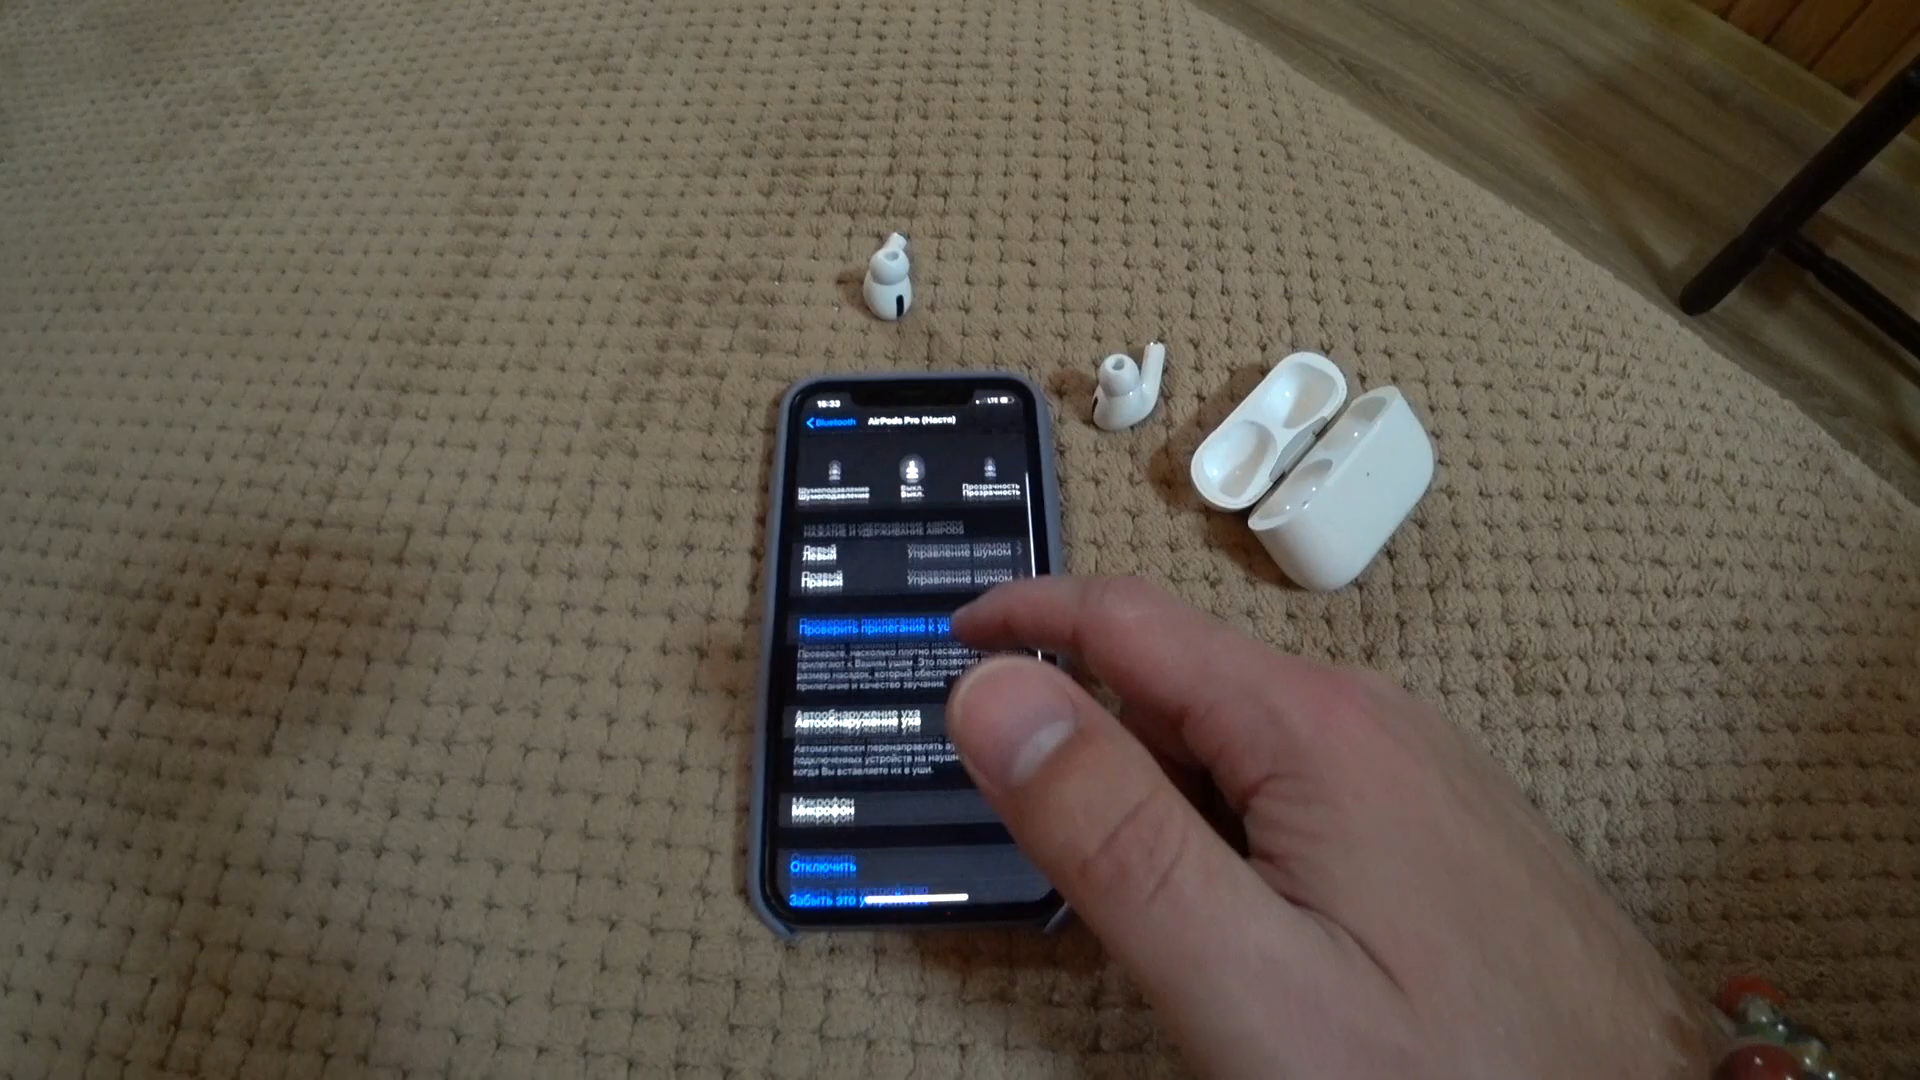 16:33
LTE
Bluetooth
AirPods Pro (Настя)
Шумоподавление
Выкл.
Прозрачность
НАЖАТИЕ И УДЕРЖИВАНИЕ AIRPODS
Левый
Управление шумом
Правый
Управление шумом
Проверить прилегание к
Проверьте, насколько плотно насадки
прилегают к Вашим ушам. Это позволит
размер насадок, который обеспечит
прилегание и качество звучания.
Автообнаружение уха
Автоматически перенаправлять
подключенных устройств на
когда Вы вставляете их в уши.
Микрофон
Отключить
Забыть это